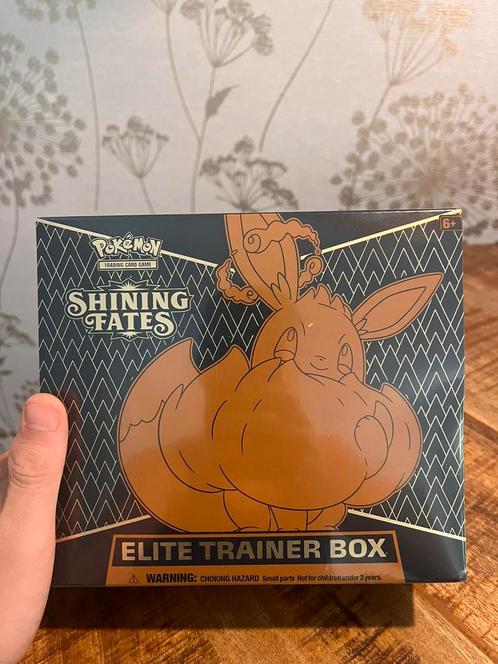 6+
POKéMON
TRADING CARD GAME
SHINING
FATES
ELITE TRAINER BOX
⚠ WARNING: CHOKING HAZARD Small parts Not for children under 3 years.